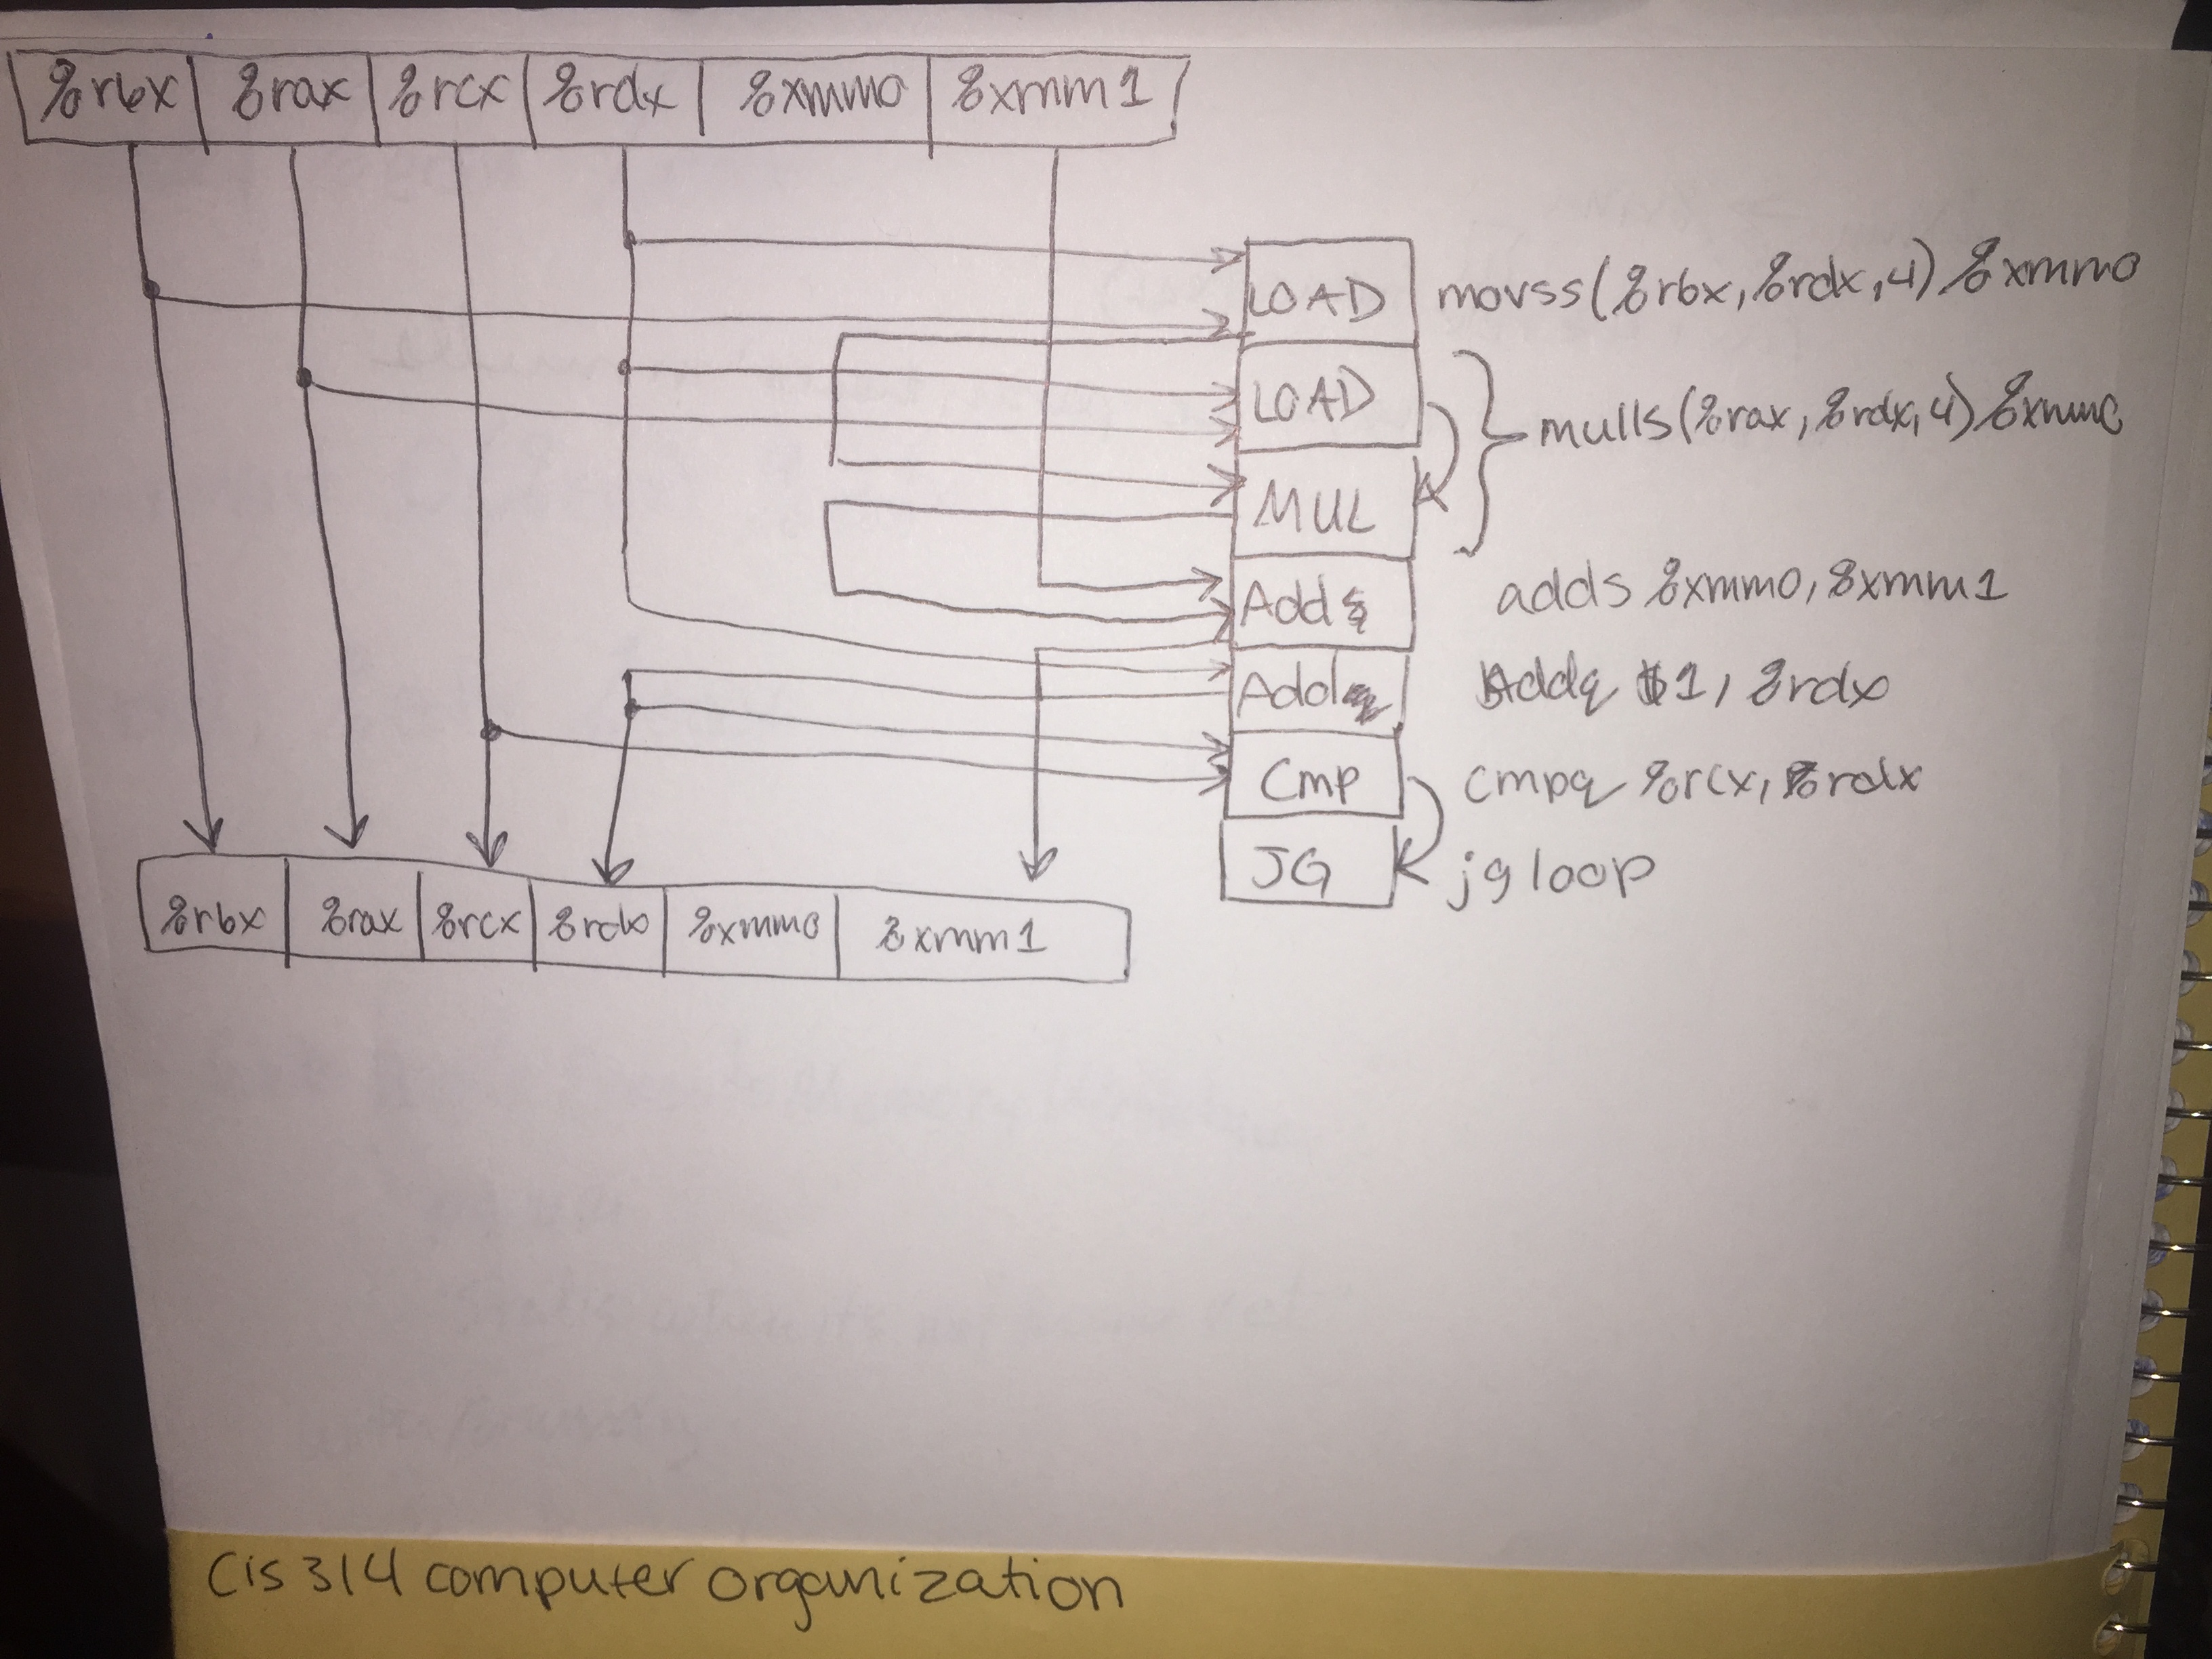 %rbx %rax %rcx %rdx %xmm0 %xmm1
LOAD movss(%rbx,%rdx,4)%xmm0
LOAD
MUL mulls(%rax,%rdx,4)%xmm0
Adds adds %xmm0,%xmm1
Addq Addq $1,%rdx
Cmp cmpq %rcx,%rdx
JG jg loop
%rbx %rax %rcx %rdx %xmm0 %xmm1
Cis 314 computer organization